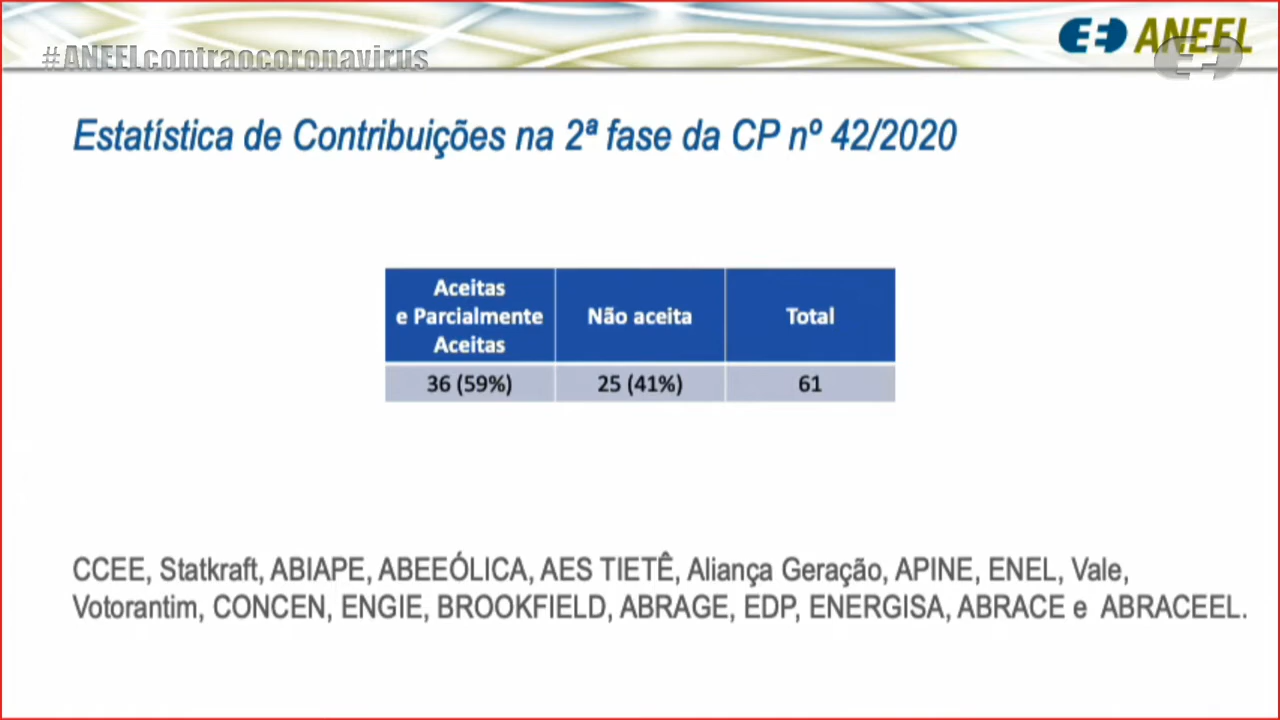 #ANEELcontraocoronavirus
ANEEL
Estatística de Contribuições na 2ª fase da CP nº 42/2020
Aceitas
e Parcialmente
Aceitas
Não aceita
Total
36 (59%)
25 (41%)
61
CCEE, Statkraft, ABIAPE, ABEEÓLICA, AES TIETÊ, Aliança Geração, APINE, ENEL, Vale,
Votorantim, CONCEN, ENGIE, BROOKFIELD, ABRAGE, EDP, ENERGISA, ABRACE e ABRACEEL.